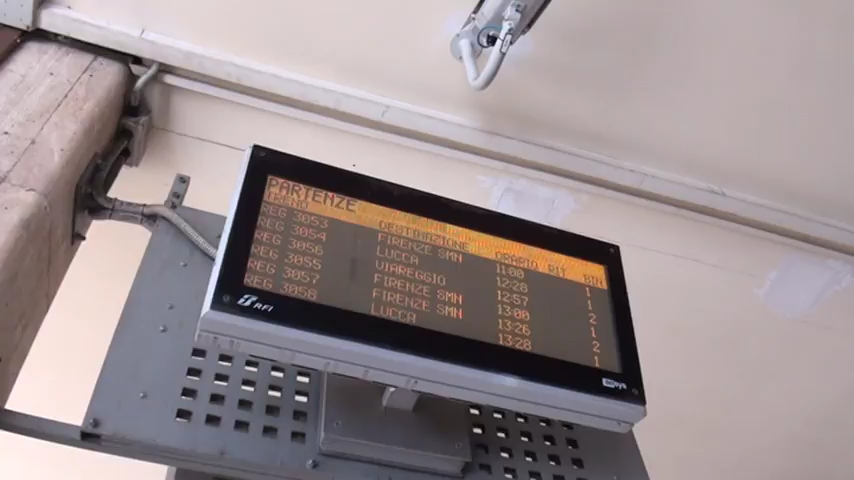 PARTENZE
TRENO DESTINAZIONE ORARIO RIT BIN
REG 3053 FIRENZE SMN 11:00 1
REG 3054 LUCCA 12:28 1
REG 3056 VIAREGGIO 12:57 2
REG 3055 FIRENZE SMN 13:00 1
REG 3057 FIRENZE SMN 13:26 2
REG 3058 LUCCA 13:28 1
RFI